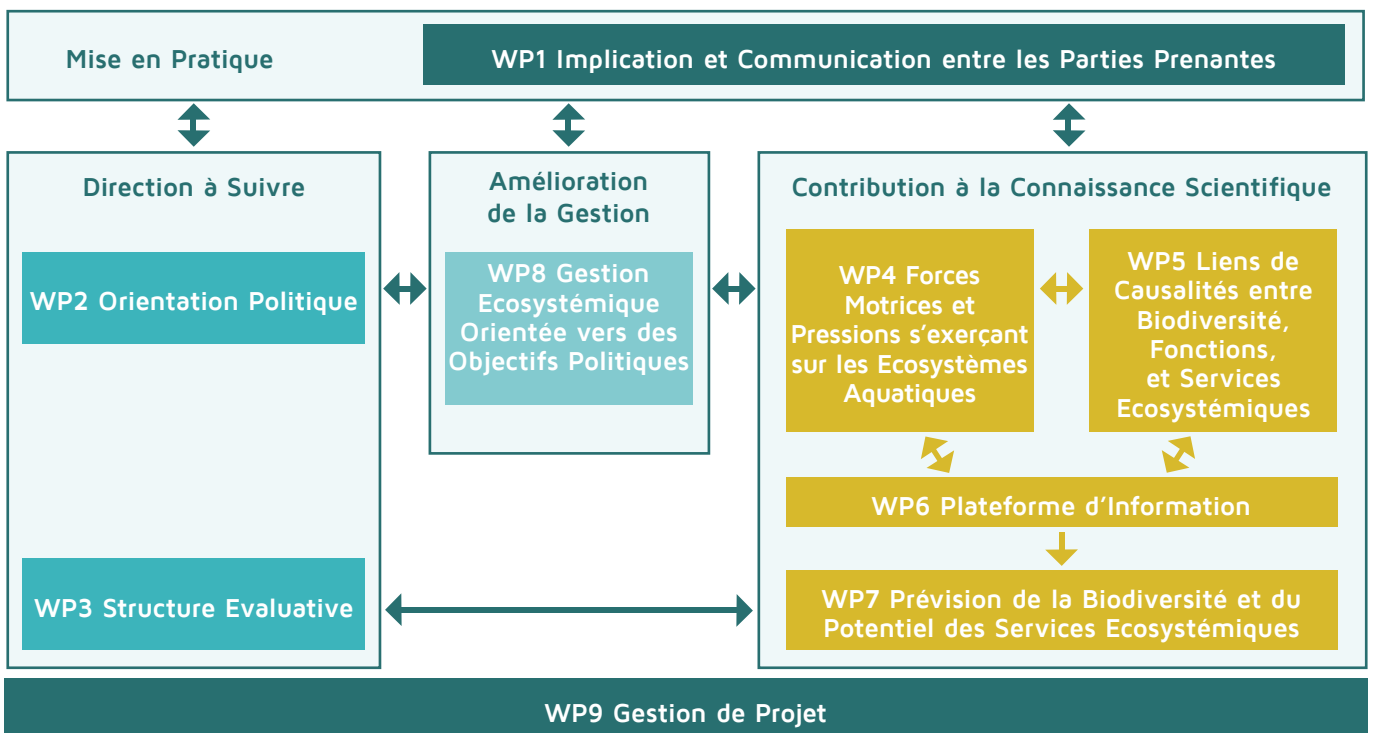 Mise en Pratique
WP1 Implication et Communication entre les Parties Prenantes
Direction à Suivre
WP2 Orientation Politique
WP3 Structure Evaluative
Amélioration
de la Gestion
WP8 Gestion
Ecosystémique
Orientée vers des
Objectifs Politiques
Contribution à la Connaissance Scientifique
WP4 Forces
Motrices et
Pressions s’exerçant
sur les Ecosystèmes
Aquatiques
WP5 Liens de
Causalités entre
Biodiversité,
Fonctions,
et Services
Ecosystémiques
WP6 Plateforme d’Information
WP7 Prévision de la Biodiversité et du
Potentiel des Services Ecosystémiques
WP9 Gestion de Projet